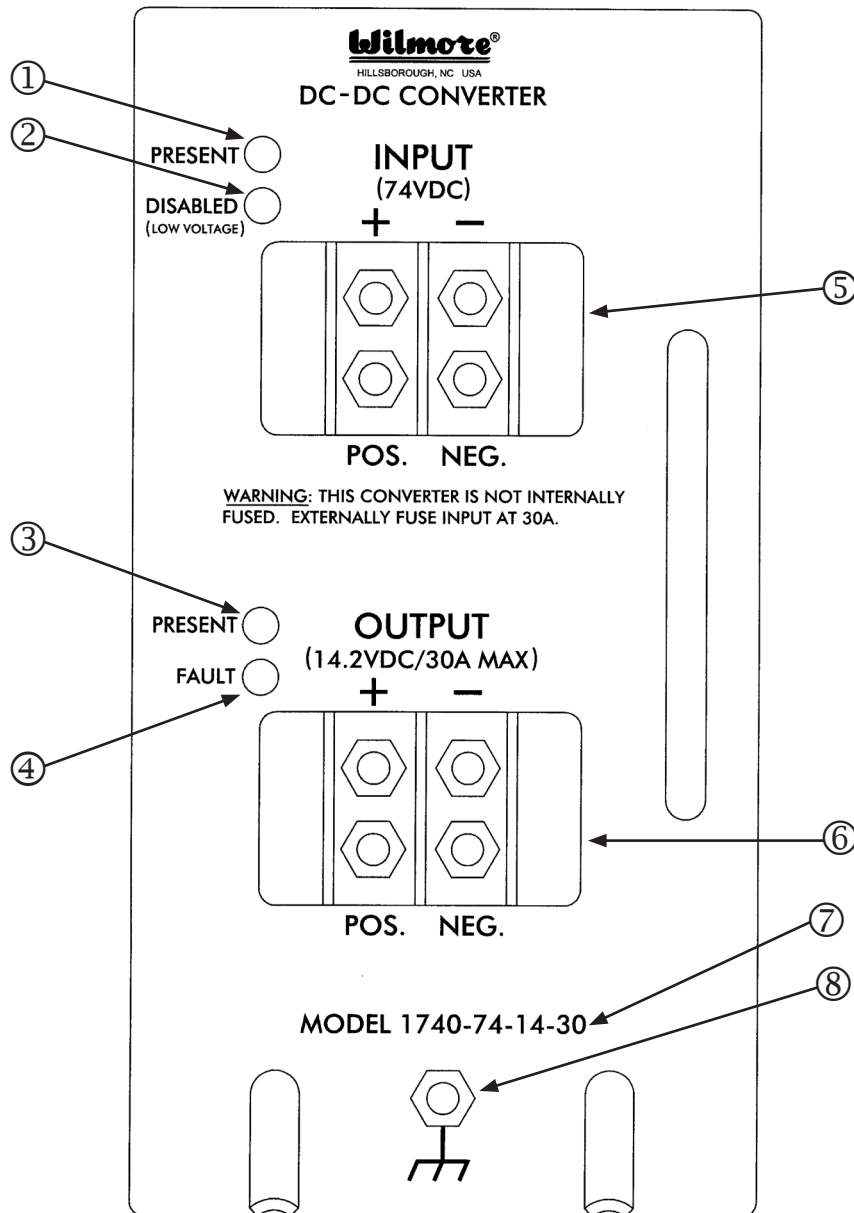 Wilmore®
HILLSBOROUGH, NC USA
DC-DC CONVERTER
①
②
PRESENT
INPUT
(74VDC)
DISABLED
(LOW VOLTAGE)
+ −
⑤
POS. NEG.
WARNING: THIS CONVERTER IS NOT INTERNALLY
FUSED. EXTERNALLY FUSE INPUT AT 30A.
③
PRESENT
OUTPUT
(14.2VDC/30A MAX)
FAULT
+ −
④
⑥
POS. NEG.
⑦
⑧
MODEL 1740-74-14-30